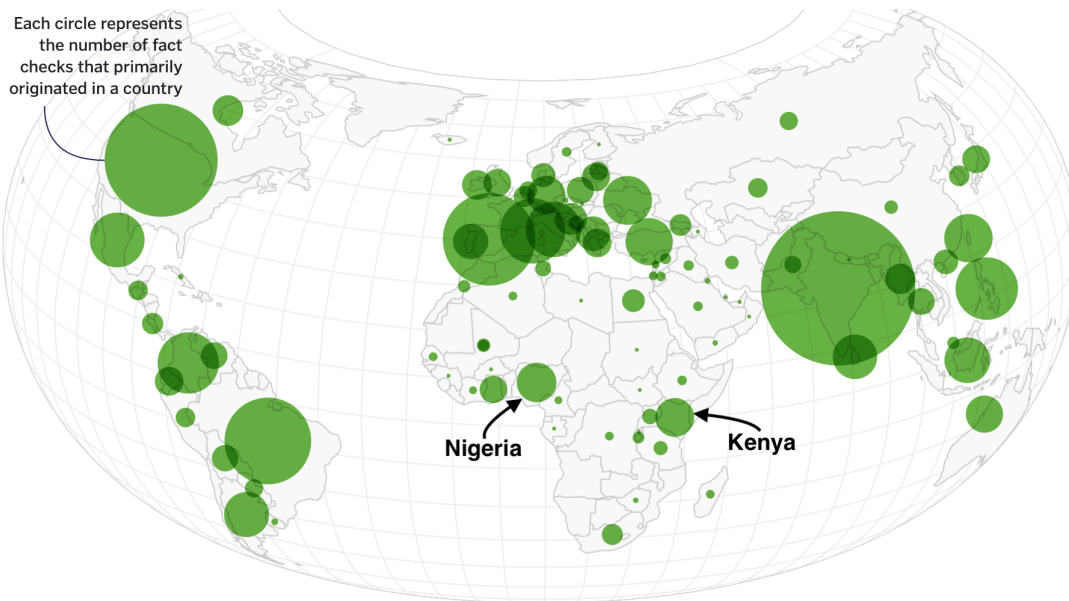 Each circle represents
the number of fact
checks that primarily
originated in a country
Nigeria
Kenya